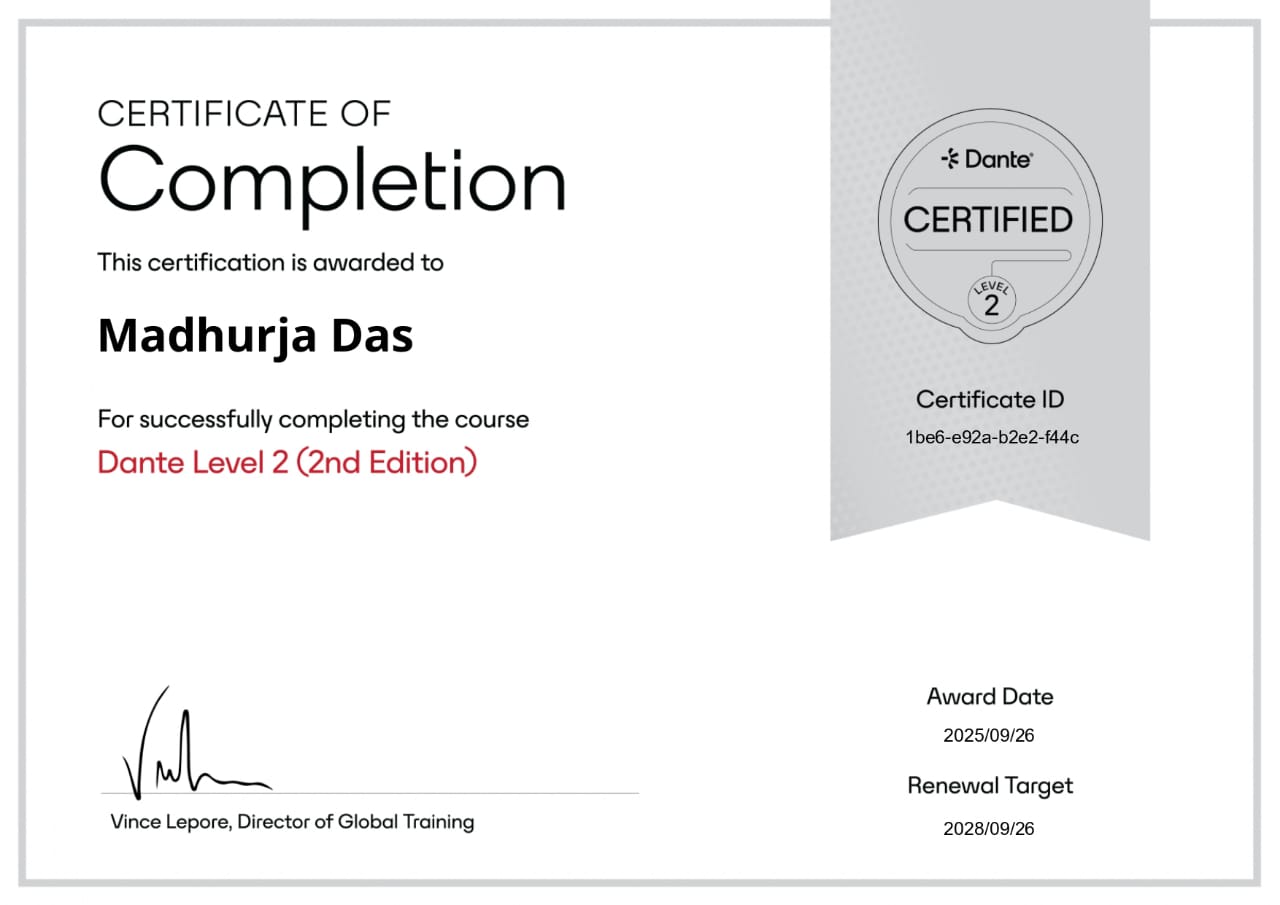 CERTIFICATE OF
Completion
This certification is awarded to
Madhurja Das
For successfully completing the course
Dante Level 2 (2nd Edition)
Vince Lepore, Director of Global Training
Dante®
CERTIFIED
LEVEL
2
Certificate ID
1be6-e92a-b2e2-f44c
Award Date
2025/09/26
Renewal Target
2028/09/26